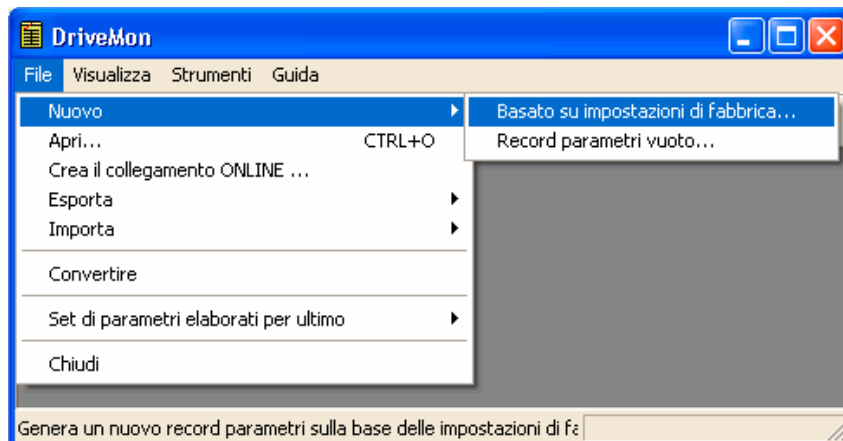 DriveMon
File Visualizza Strumenti Guida
Nuovo
Basato su impostazioni di fabbrica...
Apri... CTRL+O
Record parametri vuoto...
Crea il collegamento ONLINE ...
Esporta
Importa
Convertire
Set di parametri elaborati per ultimo
Chiudi
Genera un nuovo record parametri sulla base delle impostazioni di fa